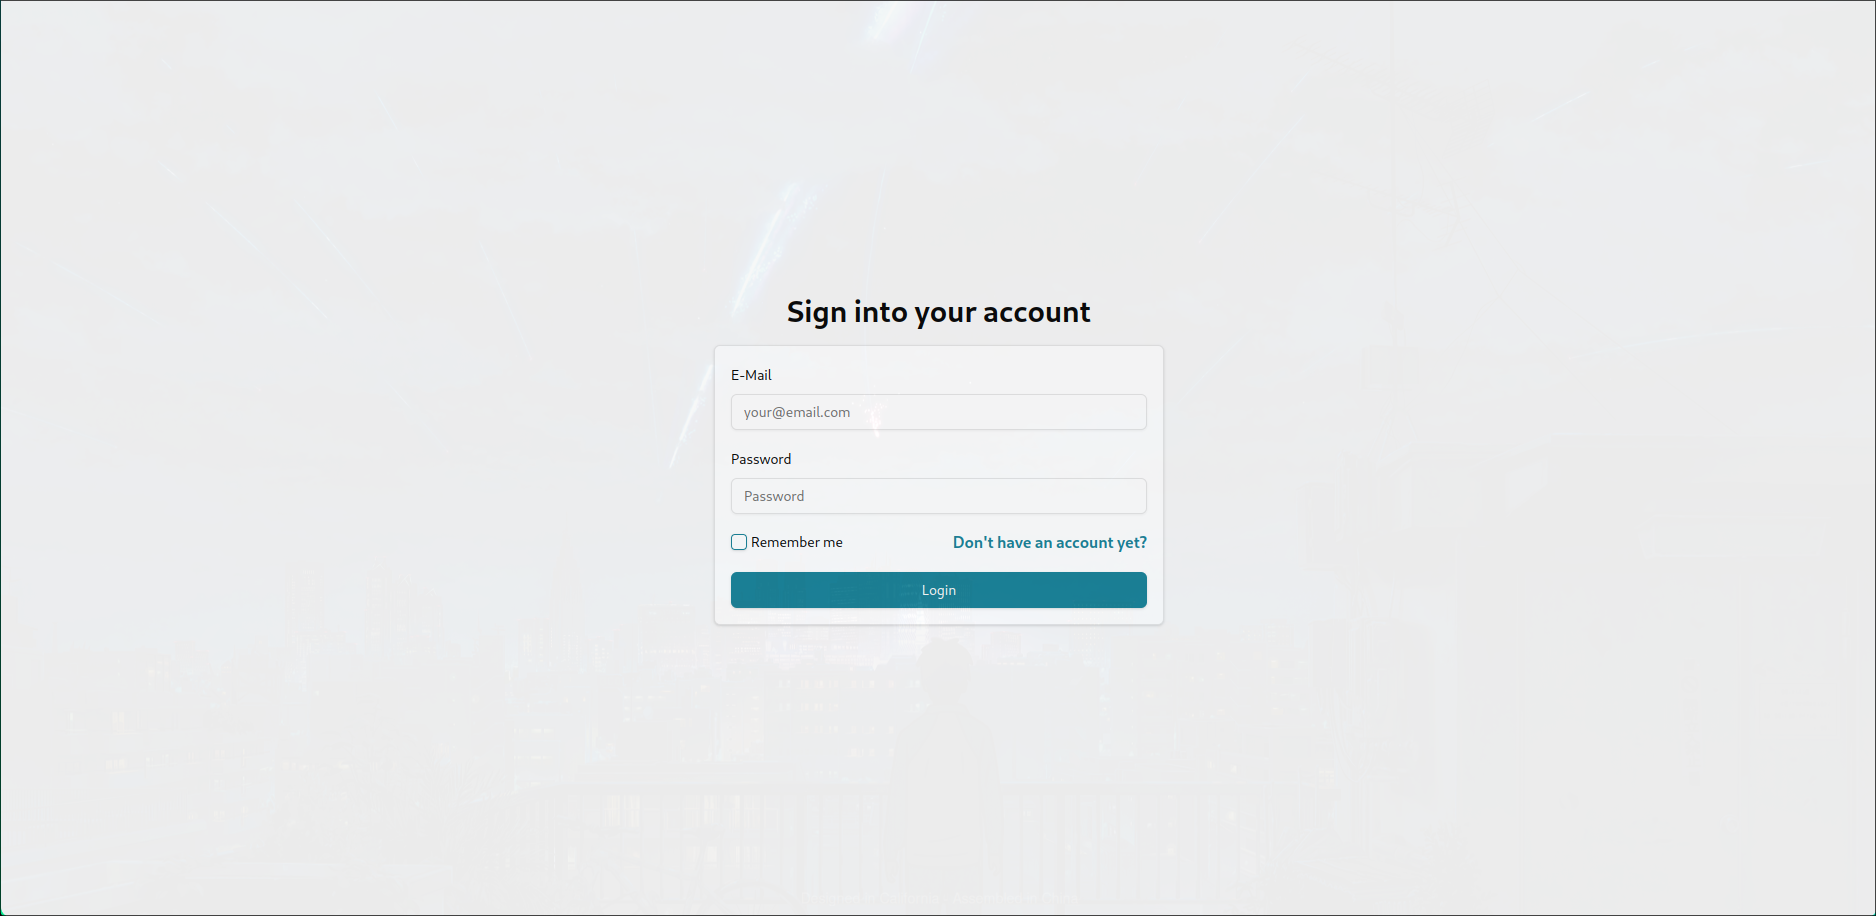 Sign into your account
E-Mail
your@email.com
Password
Password
Remember me Don't have an account yet?
Login